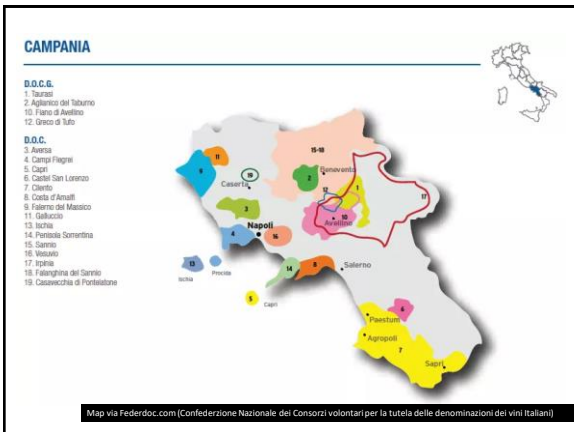 CAMPANIA
D.O.C.G.
1. Taurasi
2. Aglianico del Taburno
10. Fiano di Avellino
12. Greco di Tufo
D.O.C.
3. Aversa
4. Campi Flegrei
5. Capri
6. Castel San Lorenzo
7. Cilento
8. Costa d'Amalfi
9. Falerno del Massico
11. Galluccio
13. Ischia
14. Penisola Sorrentina
15. Sannio
16. Vesuvio
17. Irpinia
18. Falanghina del Sannio
19. Casavecchia di Pontelatone
15-18
11
9
19
Caserta
2
Benevento
12
1
17
3
10
Avellino
Napoli
4
16
13
Ischia
Procida
14
8
Salerno
5
Capri
6
Paestum
Agropoli
7
Sapri
Map via Federdoc.com (Confederzione Nazionale dei Consorzi volontari per la tutela delle denominazioni dei vini Italiani)